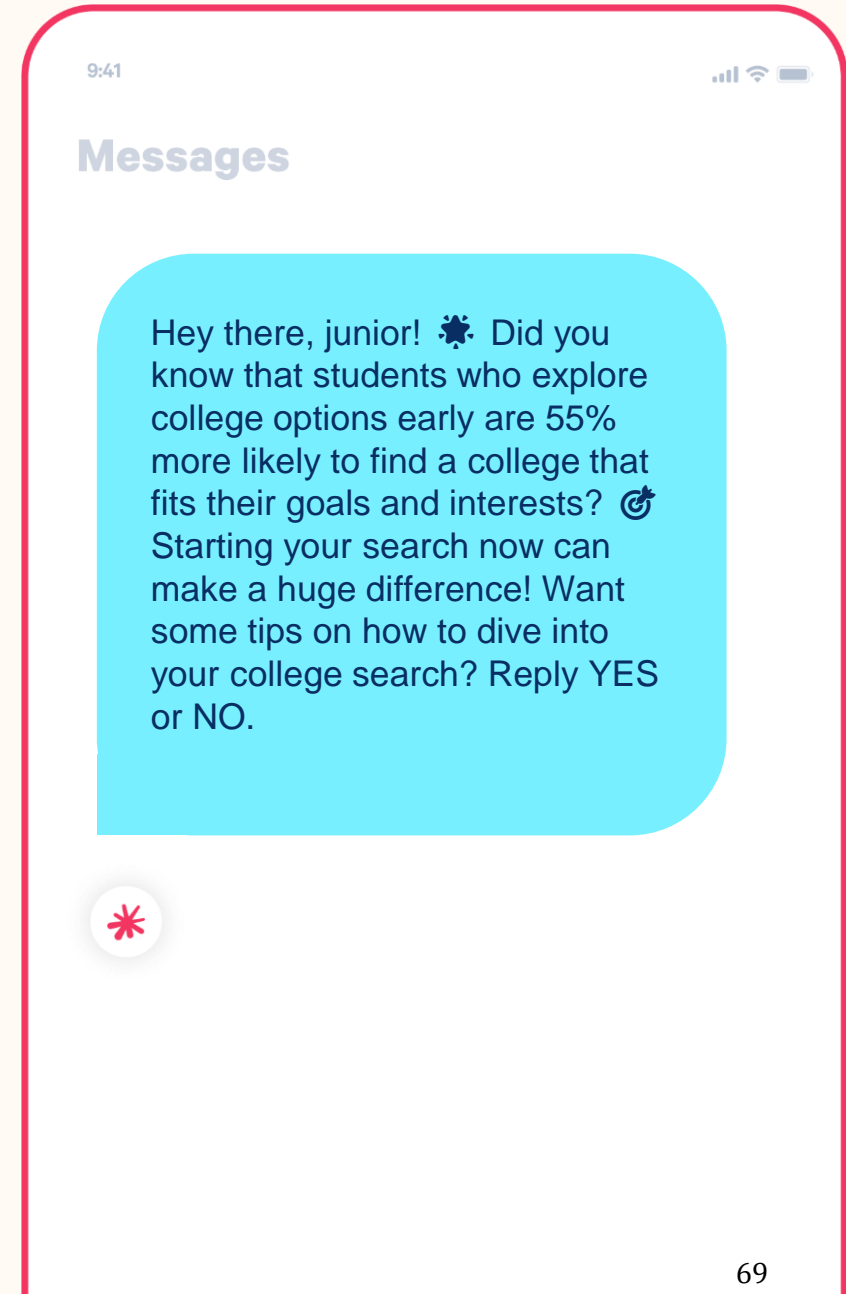 9:41
Messages
Hey there, junior! 🌟 Did you
know that students who explore
college options early are 55%
more likely to find a college that
fits their goals and interests? 🎯
Starting your search now can
make a huge difference! Want
some tips on how to dive into
your college search? Reply YES
or NO.
69